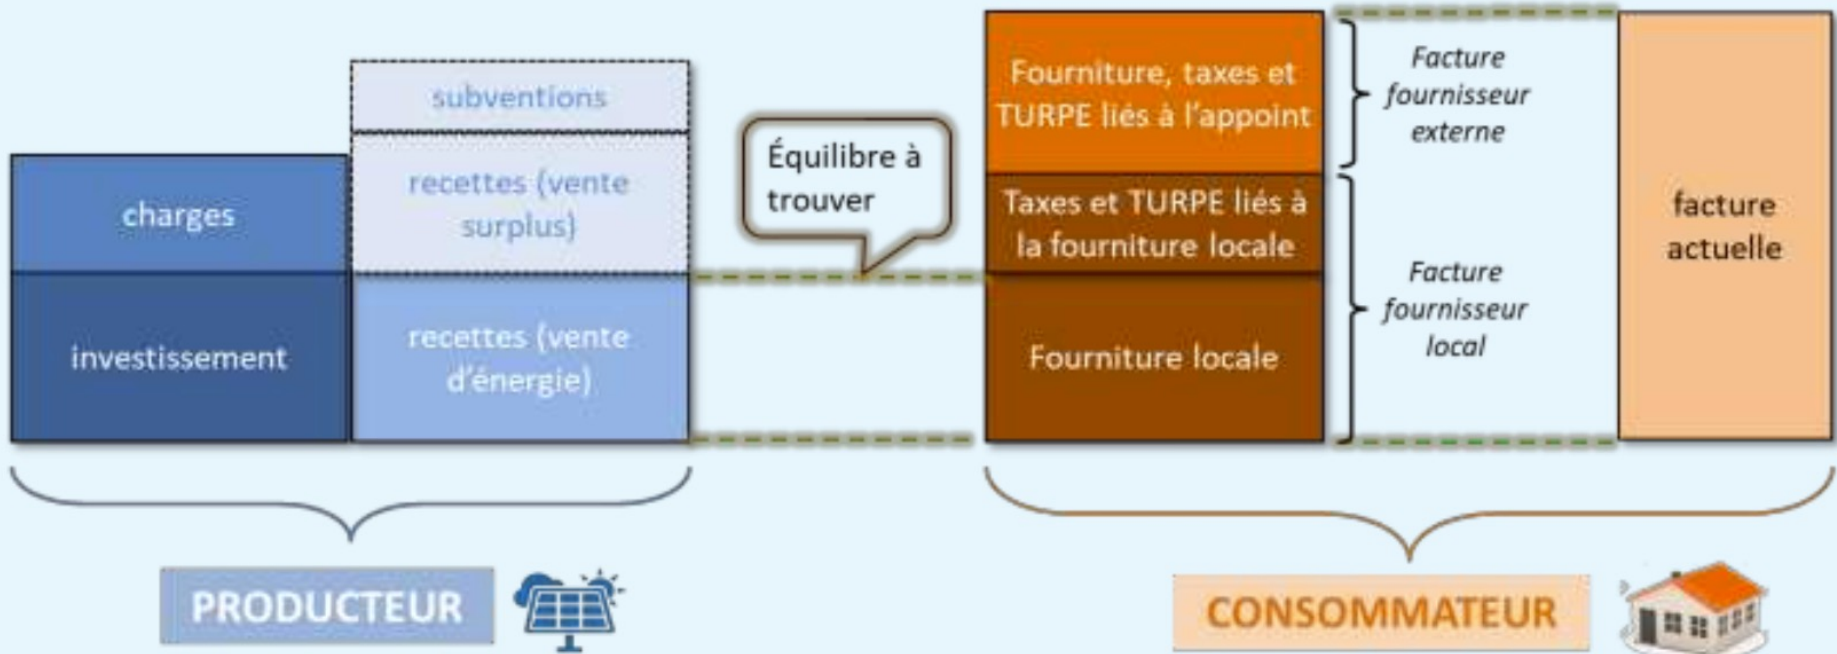 charges
investissement
subventions
recettes (vente
surplus)
recettes (vente
d'énergie)
PRODUCTEUR
Équilibre à
trouver
Fourniture, taxes et
TURPE liés à l'appoint
Taxes et TURPE liés à
la fourniture locale
Fourniture locale
Facture
fournisseur
externe
Facture
fournisseur
local
facture
actuelle
CONSOMMATEUR